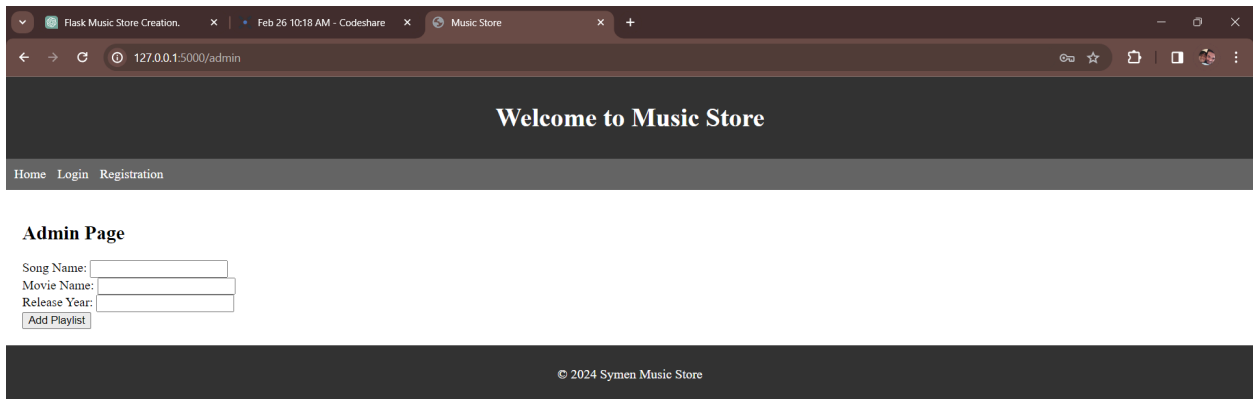 Flask Music Store Creation.
Feb 26 10:18 AM - Codeshare
Music Store
127.0.0.1:5000/admin
Welcome to Music Store
Home Login Registration
Admin Page
Song Name:
Movie Name:
Release Year:
Add Playlist
© 2024 Symen Music Store